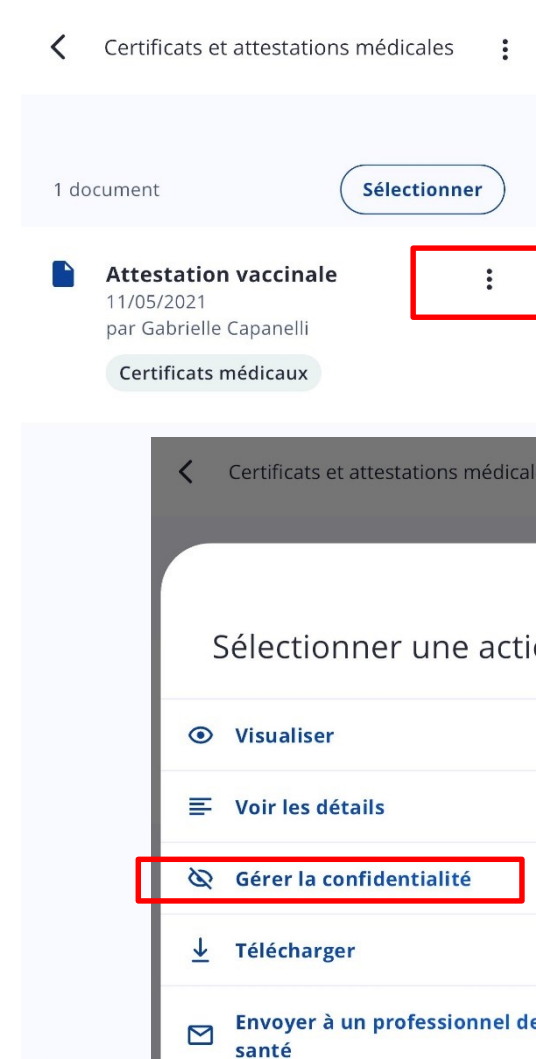 Certificats et attestations médicales
1 document
Sélectionner
Attestation vaccinale
11/05/2021
par Gabrielle Capanelli
Certificats médicaux
Certificats et attestations médical
Sélectionner une acti
Visualiser
Voir les détails
Gérer la confidentialité
Télécharger
Envoyer à un professionnel de
santé